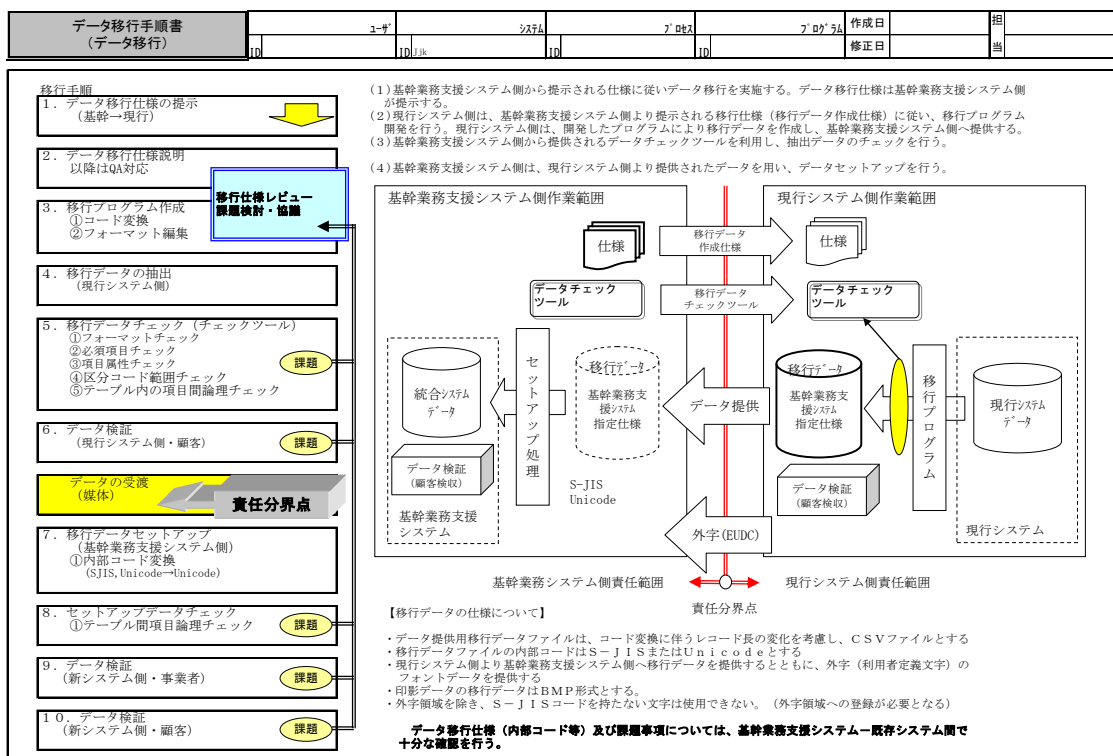 データ移行手順書
(データ移行)
ユーザ
システム
プロセス
プログラム
作成日
担
ID
ID J.jk
ID
ID
修正日
当
移行手順
1．データ移行仕様の提示
(基幹→現行)
2．データ移行仕様説明
以降はQA対応
移行仕様レビュー
課題検討・協議
3．移行プログラム作成
①コード変換
②フォーマット編集
4．移行データの抽出
(現行システム側)
5．移行データチェック（チェックツール）
①フォーマットチェック
②必須項目チェック
③項目属性チェック
④区分コード範囲チェック
⑤テーブル内の項目間論理チェック
課題
6．データ検証
(現行システム側・顧客)
課題
データの受渡
(媒体)
責任分界点
7．移行データセットアップ
(基幹業務支援システム側)
①内部コード変換
(SJIS,Unicode→Unicode)
8．セットアップデータチェック
①テーブル間項目論理チェック
課題
9．データ検証
(新システム側・事業者)
課題
10．データ検証
(新システム側・顧客)
課題
(1)基幹業務支援システム側から提示される仕様に従いデータ移行を実施する。データ移行仕様は基幹業務支援システム側
が提示する。
(2)現行システム側は、基幹業務支援システム側より提示される移行仕様（移行データ作成仕様）に従い、移行プログラム
開発を行う。現行システム側は、開発したプログラムにより移行データを作成し、基幹業務支援システム側へ提供する。
(3)基幹業務支援システム側から提供されるデータチェックツールを利用し、抽出データのチェックを行う。
(4)基幹業務支援システム側は、現行システム側より提供されたデータを用い、データセットアップを行う。
基幹業務支援システム側作業範囲
現行システム側作業範囲
仕様
移行データ
作成仕様
仕様
データチェック
ツール
移行データ
チェックツール
データチェック
ツール
統合システム
データ
セットアップ処理
移行データ
基幹業務支
援システム
指定仕様
データ提供
移行データ
基幹業務支
援システム
指定仕様
移行プログラム
現行システム
データ
データ検証
(顧客検収)
S-JIS
Unicode
データ検証
(顧客検収)
基幹業務支援
システム
外字(EUDC)
現行システム
基幹業務システム側責任範囲
現行システム側責任範囲
責任分界点
【移行データの仕様について】
・データ提供用移行データファイルは、コード変換に伴うレコード長の変化を考慮し、ＣＳＶファイルとする
・移行データファイルの内部コードはＳ－ＪＩＳまたはＵｎｉｃｏｄｅとする
・現行システム側より基幹業務支援システム側へ移行データを提供するとともに、外字（利用者定義文字）の
フォントデータを提供する
・印影データの移行データはＢＭＰ形式とする。
・外字領域を除き、Ｓ－ＪＩＳコードを持たない文字は使用できない。（外字領域への登録が必要となる）
データ移行仕様（内部コード等）及び課題事項については、基幹業務支援システムー既存システム間で
十分な確認を行う。